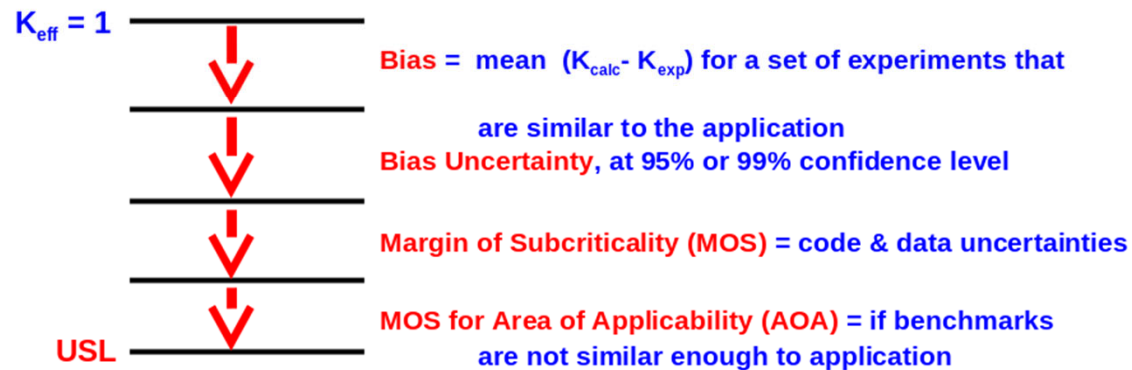 Keff = 1
Bias = mean (Kcalc- Kexp) for a set of experiments that
are similar to the application
Bias Uncertainty, at 95% or 99% confidence level
Margin of Subcriticality (MOS) = code & data uncertainties
MOS for Area of Applicability (AOA) = if benchmarks
USL
are not similar enough to application